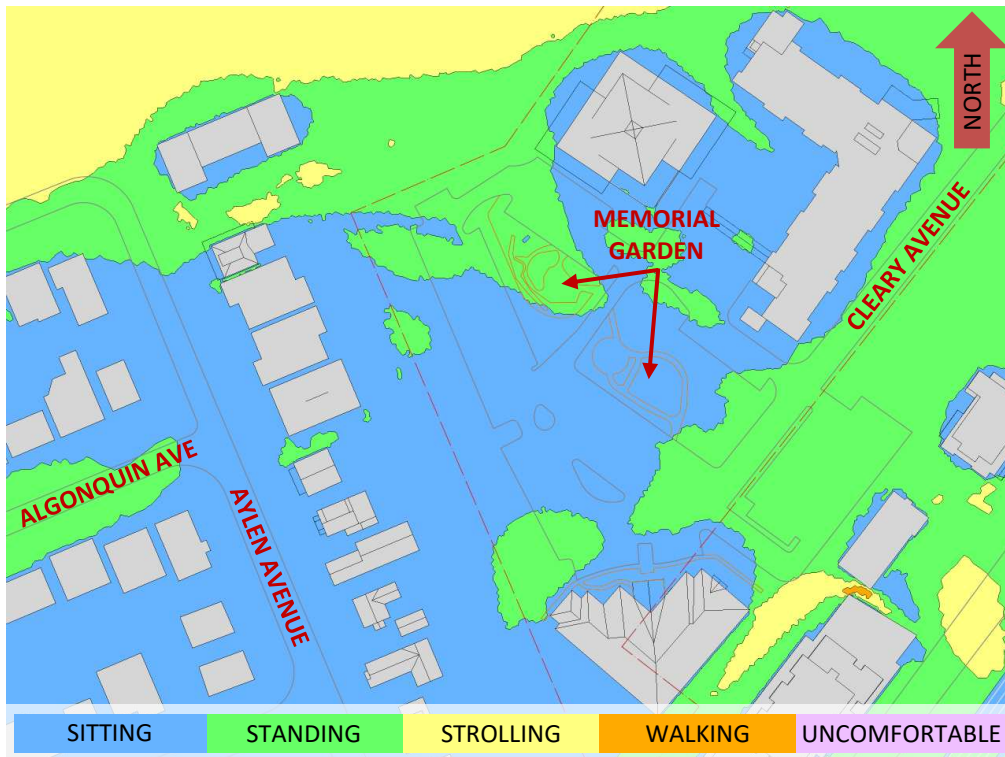 NORTH
MEMORIAL
GARDEN
CLEARY AVENUE
ALGONQUIN AVE
AYLEN AVENUE
SITTING
STANDING
STROLLING
WALKING
UNCOMFORTABLE